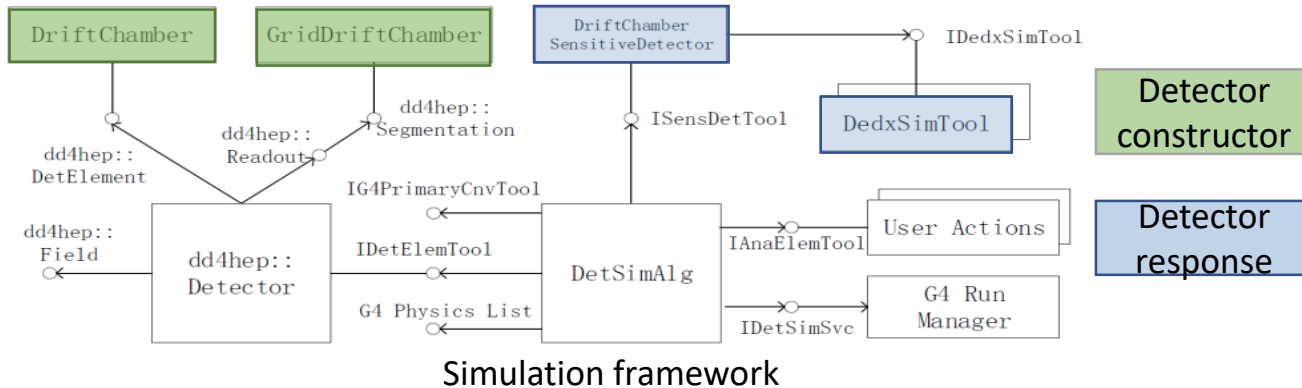 DriftChamber
GridDriftChamber
DriftChamber
SensitiveDetector
IDedxSimTool
dd4hep::
Segmentation
ISensDetTool
DedxSimTool
Detector
constructor
dd4hep::
Readout
dd4hep::
DetElement
IG4PrimaryCnvTool
dd4hep::
Field
dd4hep::
Detector
IDetElemTool
DetSimAlg
IAnaElemTool
User Actions
Detector
response
G4 Physics List
IDetSimSvc
G4 Run
Manager
Simulation framework